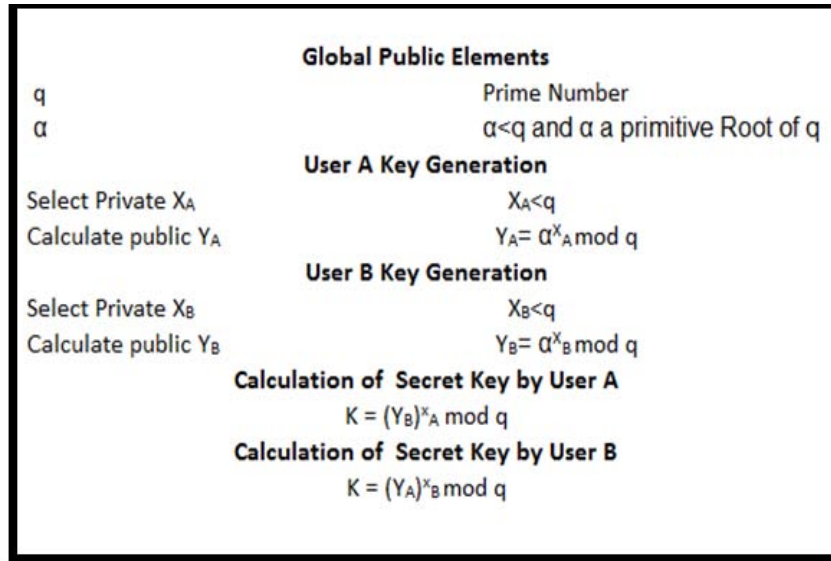 Global Public Elements
q Prime Number
α α<q and α a primitive Root of q
User A Key Generation
Select Private XA XA<q
Calculate public YA YA= αˣA mod q
User B Key Generation
Select Private XB XB<q
Calculate public YB YB= αˣB mod q
Calculation of Secret Key by User A
K = (YB)ˣA mod q
Calculation of Secret Key by User B
K = (YA)ˣB mod q